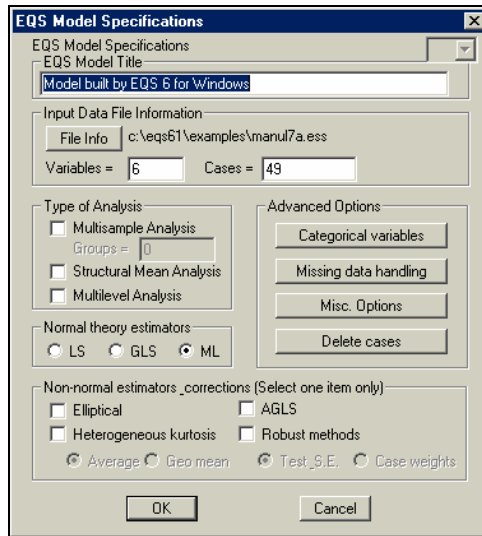 EQS Model Specifications
EQS Model Specifications
EQS Model Title
Model built by EQS 6 for Windows
Input Data File Information
File Info c:\eqs61\examples\manul7a.ess
Variables = 6 Cases = 49
Type of Analysis
Multisample Analysis
Groups = 0
Structural Mean Analysis
Multilevel Analysis
Advanced Options
Categorical variables
Missing data handling
Misc. Options
Delete cases
Normal theory estimators
LS GLS ML
Non-normal estimators _corrections (Select one item only)
Elliptical AGLS
Heterogeneous kurtosis Robust methods
Average Geo mean Test_S.E. Case weights
OK Cancel